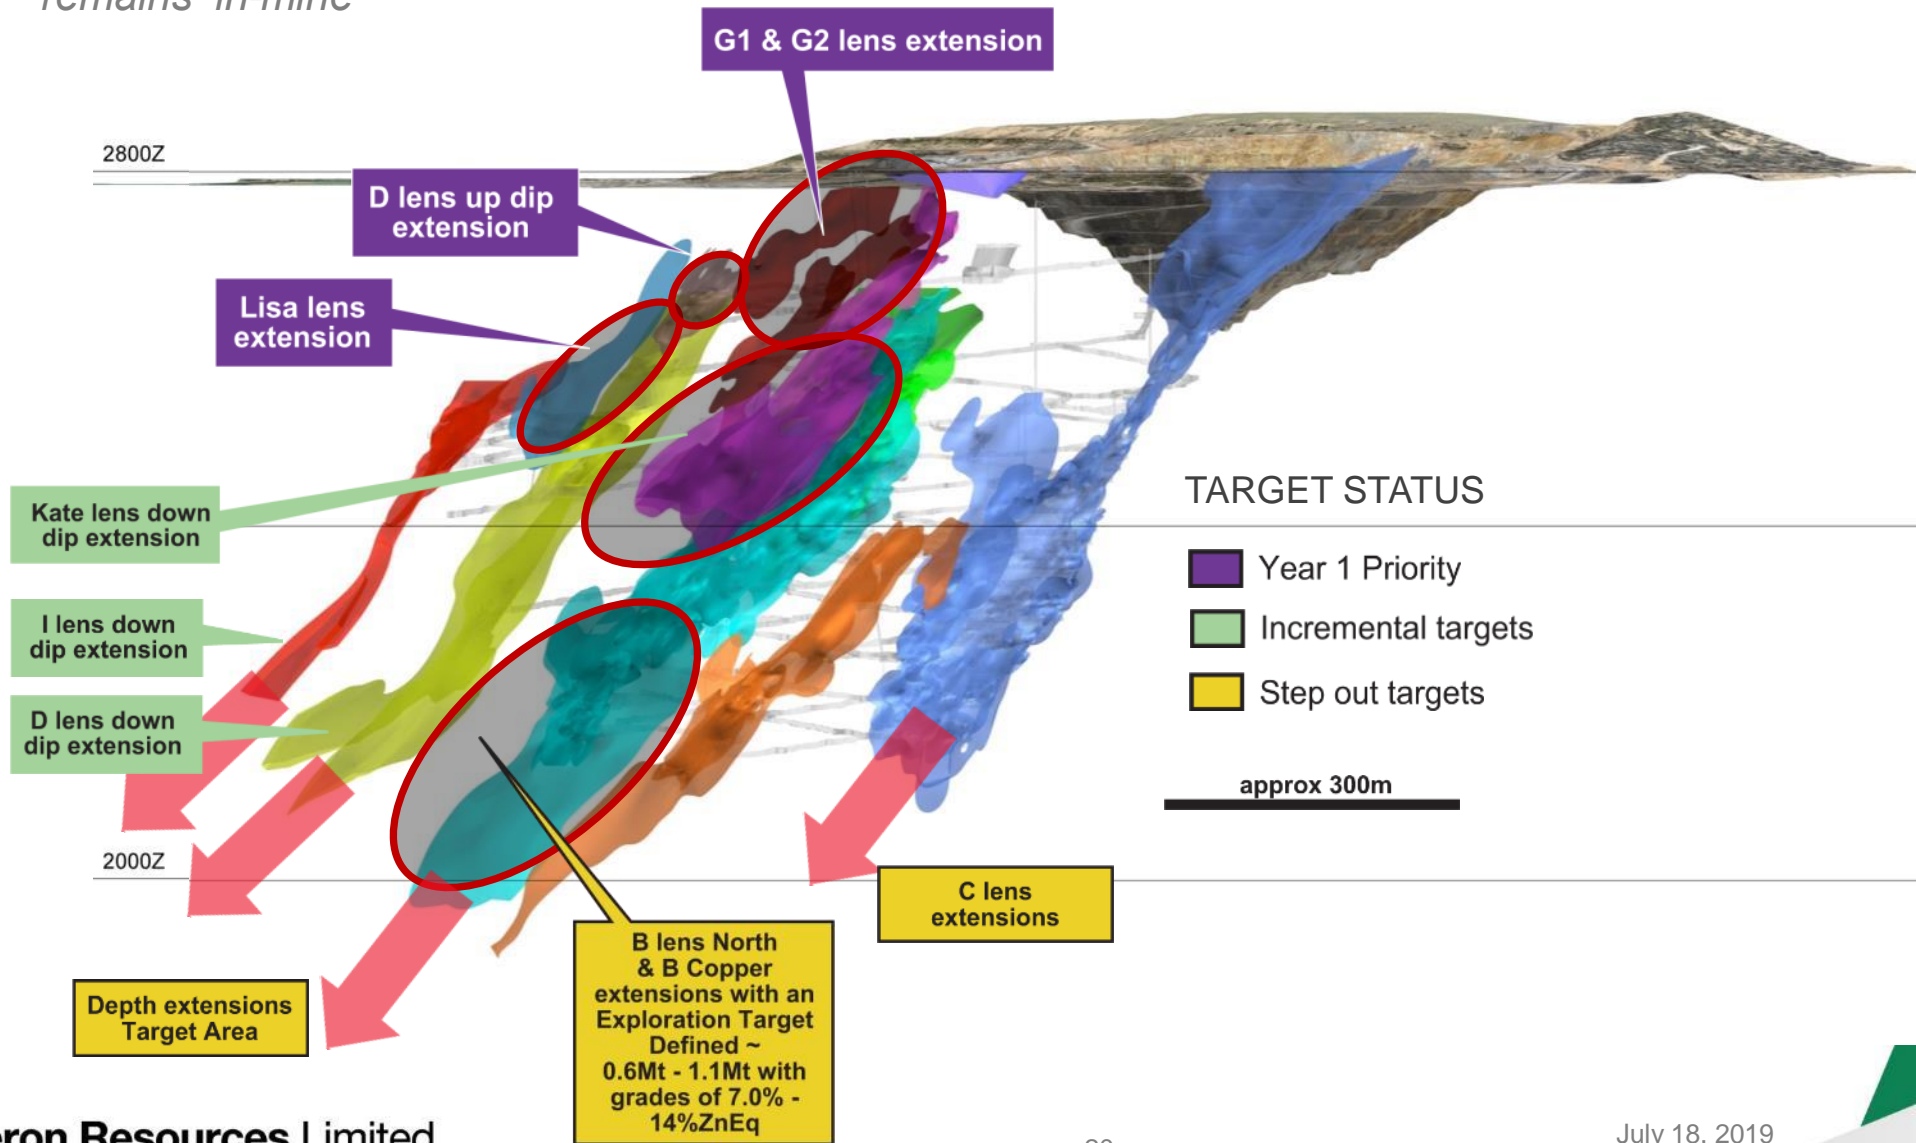 remains 'in-mine'
G1 & G2 lens extension
2800Z
D lens up dip
extension
Lisa lens
extension
Kate lens down
dip extension
I lens down
dip extension
D lens down
dip extension
TARGET STATUS
Year 1 Priority
Incremental targets
Step out targets
approx 300m
2000Z
C lens
extensions
B lens North
& B Copper
extensions with an
Exploration Target
Defined ~
0.6Mt - 1.1Mt with
grades of 7.0% -
14%ZnEq
Depth extensions
Target Area
Resources Limited
July 18, 2019